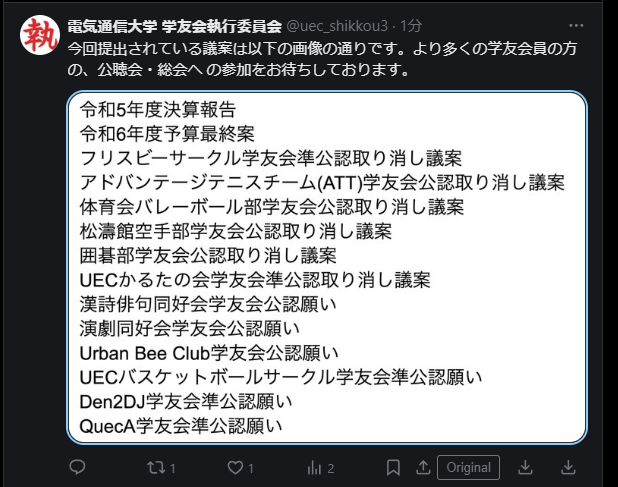 執
電気通信大学 学友会執行委員会 @uec_shikkou3・1分
今回提出されている議案は以下の画像の通りです。より多くの学友会員の方
の、公聴会・総会へ の参加をお待ちしております。
令和5年度決算報告
令和6年度予算最終案
フリスビーサークル学友会準公認取り消し議案
アドバンテージテニスチーム(ATT)学友会公認取り消し議案
体育会バレーボール部学友会公認取り消し議案
松濤館空手部学友会公認取り消し議案
囲碁部学友会公認取り消し議案
UECかるたの会学友会準公認取り消し議案
漢詩俳句同好会学友会公認願い
演劇同好会学友会公認願い
Urban Bee Club学友会公認願い
UECバスケットボールサークル学友会準公認願い
Den2DJ学友会準公認願い
QuecA学友会準公認願い
1 1 2 Original